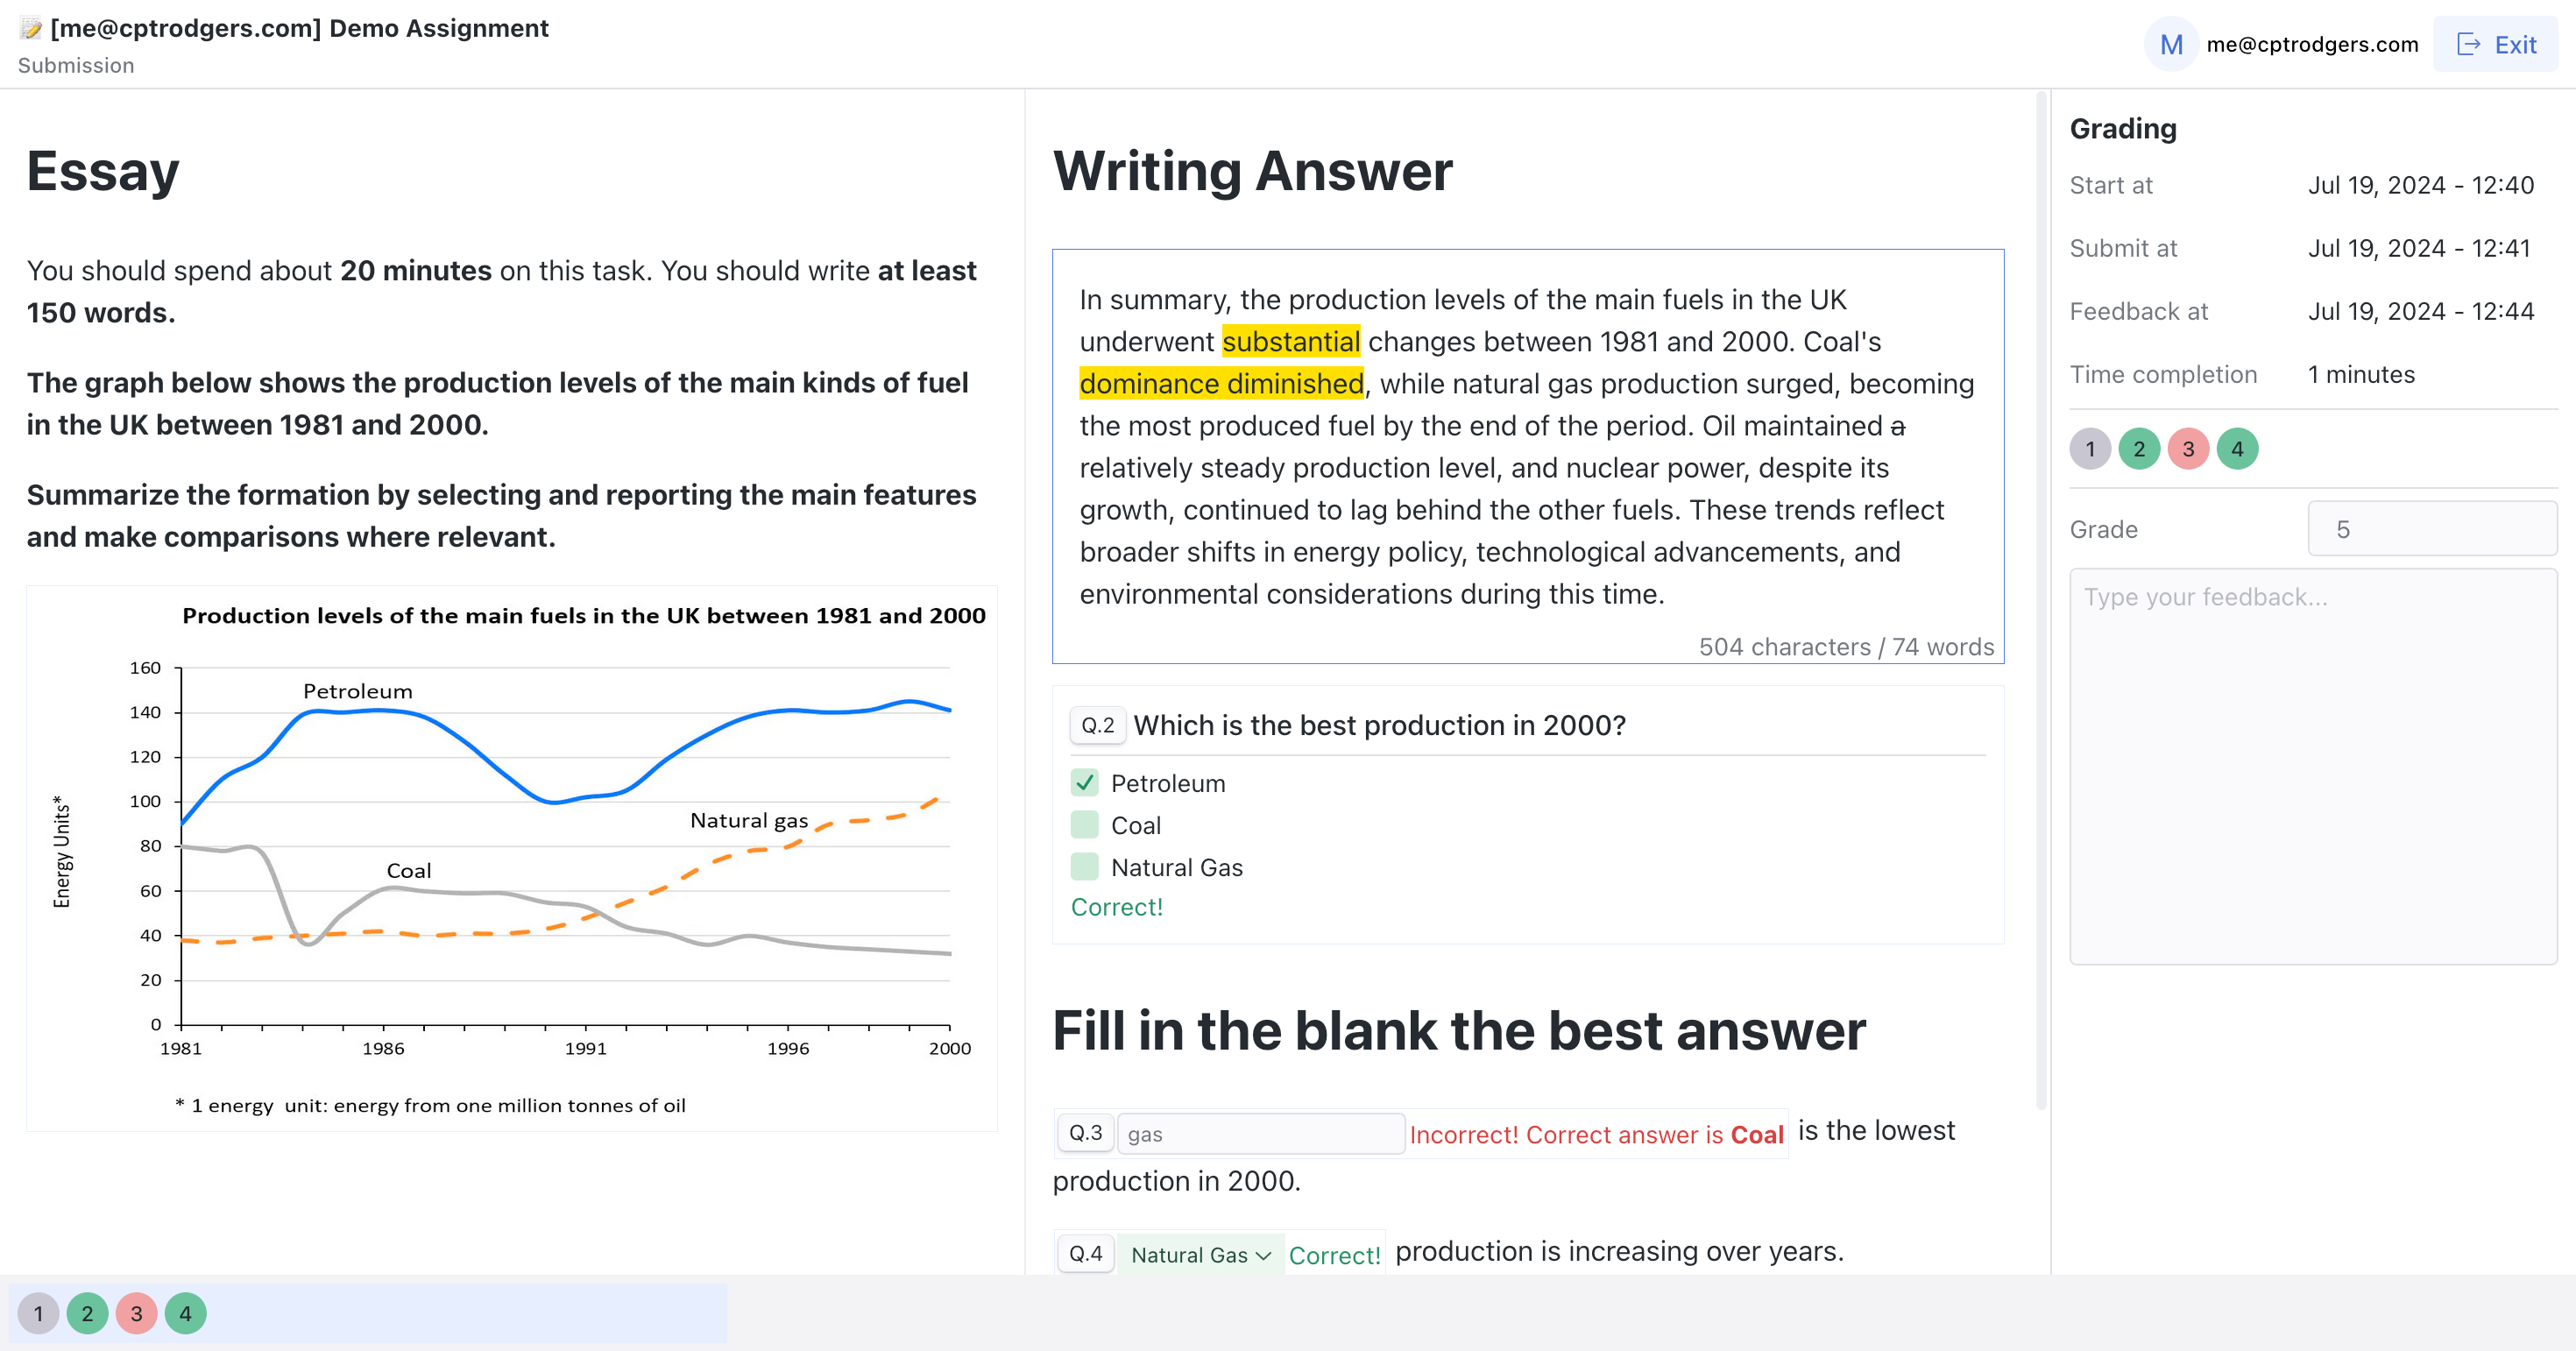 📝 [me@cptrodgers.com] Demo Assignment
Submission
M me@cptrodgers.com Exit
Essay
You should spend about 20 minutes on this task. You should write at least
150 words.
The graph below shows the production levels of the main kinds of fuel
in the UK between 1981 and 2000.
Summarize the formation by selecting and reporting the main features
and make comparisons where relevant.
Production levels of the main fuels in the UK between 1981 and 2000
Energy Units*
160
140
120
100
80
60
40
20
0
Petroleum
Natural gas
Coal
1981 1986 1991 1996 2000
* 1 energy unit: energy from one million tonnes of oil
Writing Answer
In summary, the production levels of the main fuels in the UK
underwent substantial changes between 1981 and 2000. Coal's
dominance diminished, while natural gas production surged, becoming
the most produced fuel by the end of the period. Oil maintained a
relatively steady production level, and nuclear power, despite its
growth, continued to lag behind the other fuels. These trends reflect
broader shifts in energy policy, technological advancements, and
environmental considerations during this time.
504 characters / 74 words
Q.2 Which is the best production in 2000?
Petroleum
Coal
Natural Gas
Correct!
Fill in the blank the best answer
Q.3 gas Incorrect! Correct answer is Coal is the lowest
production in 2000.
Q.4 Natural Gas Correct! production is increasing over years.
Grading
Start at Jul 19, 2024 - 12:40
Submit at Jul 19, 2024 - 12:41
Feedback at Jul 19, 2024 - 12:44
Time completion 1 minutes
1 2 3 4
Grade 5
Type your feedback...
1 2 3 4